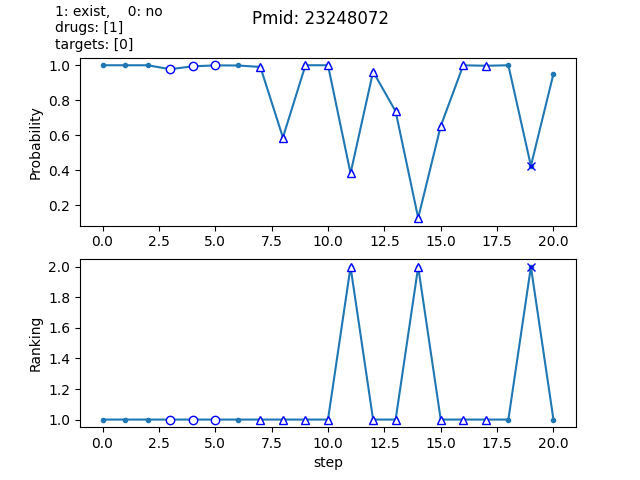 1: exist,    0: no
drugs: [1]
targets: [0]
Pmid: 23248072
Probability
1.0
0.8
0.6
0.4
0.2
0.0 2.5 5.0 7.5 10.0 12.5 15.0 17.5 20.0
Ranking
2.0
1.8
1.6
1.4
1.2
1.0
0.0 2.5 5.0 7.5 10.0 12.5 15.0 17.5 20.0
step